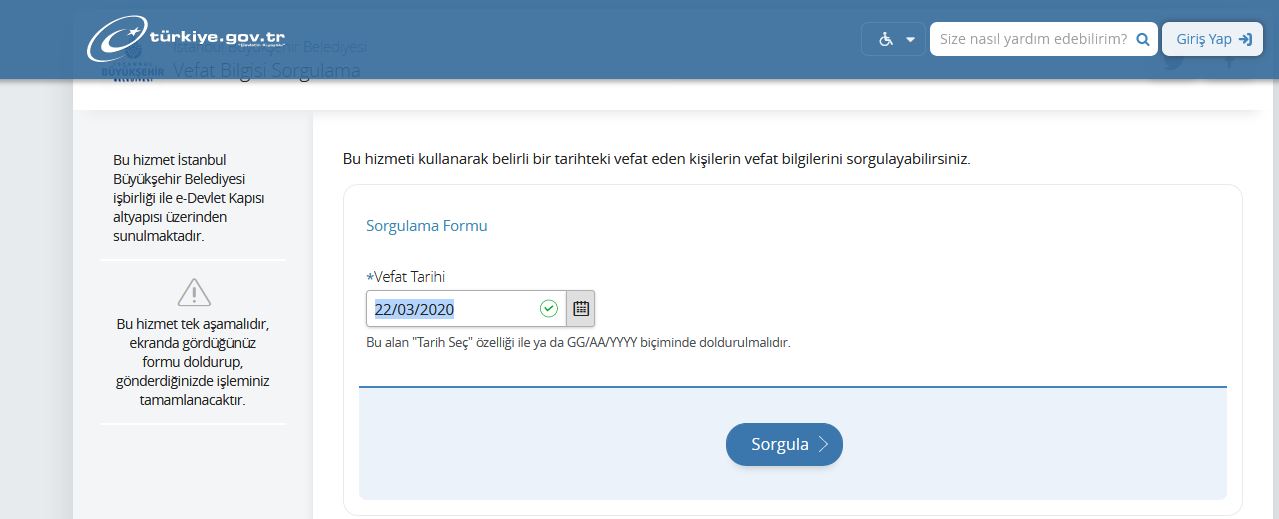 türkiye.gov.tr
İstanbul Büyükşehir Belediyesi
Vefat Bilgisi Sorgulama
BÜYÜKŞEHİR
Size nasıl yardım edebilirim?
Giriş Yap
Bu hizmet İstanbul
Büyükşehir Belediyesi
işbirliği ile e-Devlet Kapısı
altyapısı üzerinden
sunulmaktadır.
Bu hizmet tek aşamalıdır,
ekranda gördüğünüz
formu doldurup,
gönderdiğinizde işleminiz
tamamlanacaktır.
Bu hizmeti kullanarak belirli bir tarihteki vefat eden kişilerin vefat bilgilerini sorgulayabilirsiniz.
Sorgulama Formu
*Vefat Tarihi
22/03/2020
Bu alan "Tarih Seç" özelliği ile ya da GG/AA/YYYY biçiminde doldurulmalıdır.
Sorgula